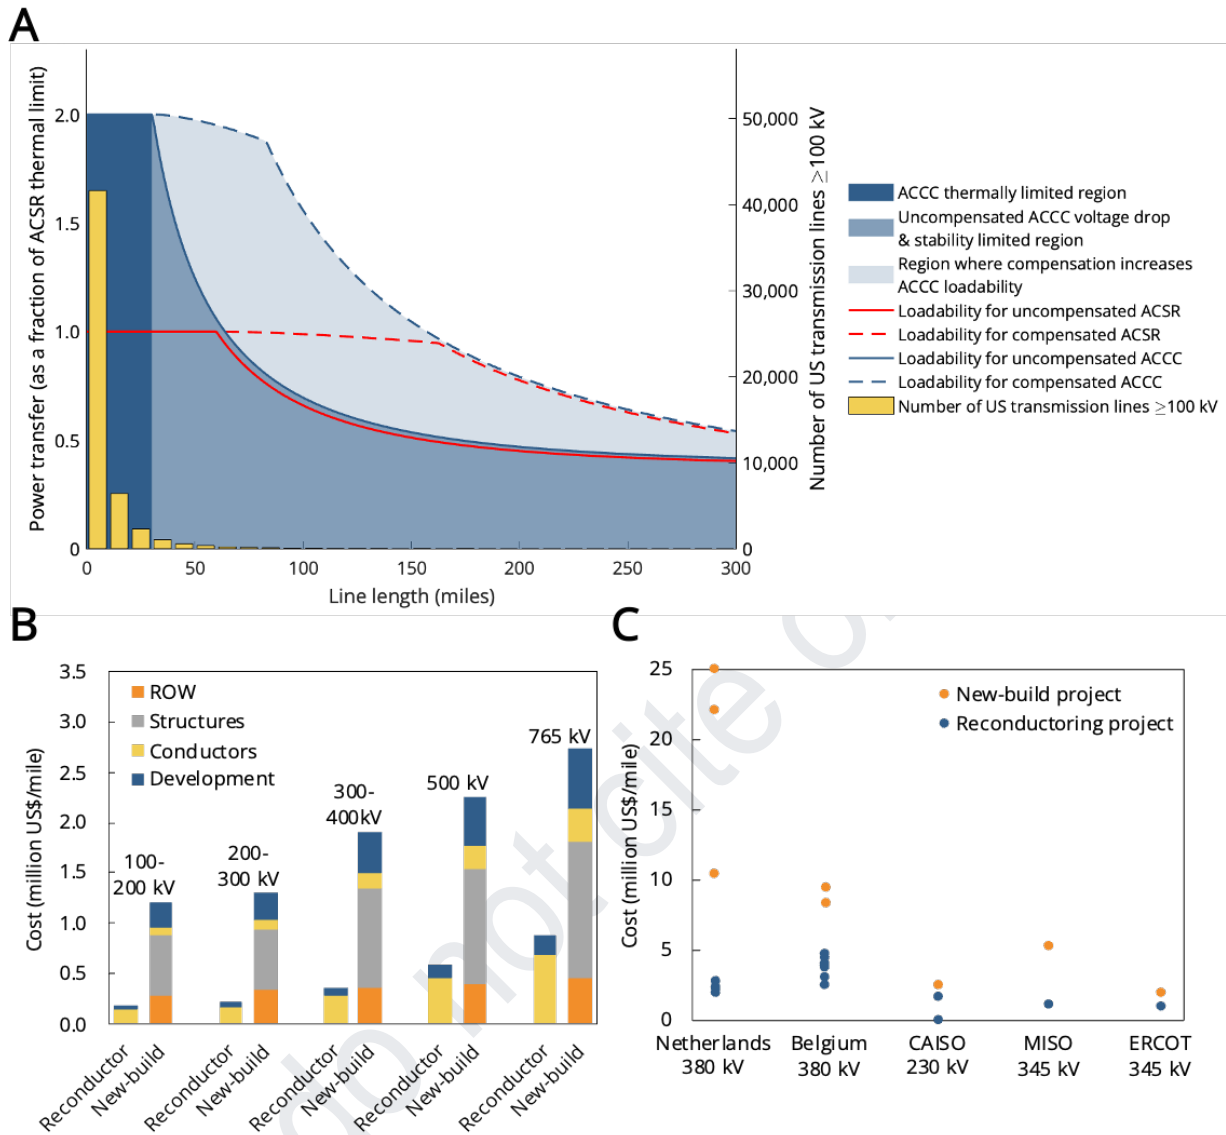 A
Power transfer (as a fraction of ACSR thermal limit)
2.0
1.5
1.0
0.5
0
50,000
40,000
30,000
20,000
10,000
0
Number of US transmission lines ≥100 kV
0
50
100
150
200
250
300
Line length (miles)
ACCC thermally limited region
Uncompensated ACCC voltage drop
& stability limited region
Region where compensation increases
ACCC loadability
Loadability for uncompensated ACSR
Loadability for compensated ACSR
Loadability for uncompensated ACCC
Loadability for compensated ACCC
Number of US transmission lines ≥100 kV
B
Cost (million US$/mile)
3.5
3.0
2.5
2.0
1.5
1.0
0.5
0.0
ROW
Structures
Conductors
Development
100-
200 kV
200-
300 kV
300-
400kV
500 kV
765 kV
Reconductor
New-build
Reconductor
New-build
Reconductor
New-build
Reconductor
New-build
Reconductor
New-build
C
Cost (million US$/mile)
25
20
15
10
5
0
New-build project
Reconductoring project
Netherlands
380 kV
Belgium
380 kV
CAISO
230 kV
MISO
345 kV
ERCOT
345 kV
do not cite